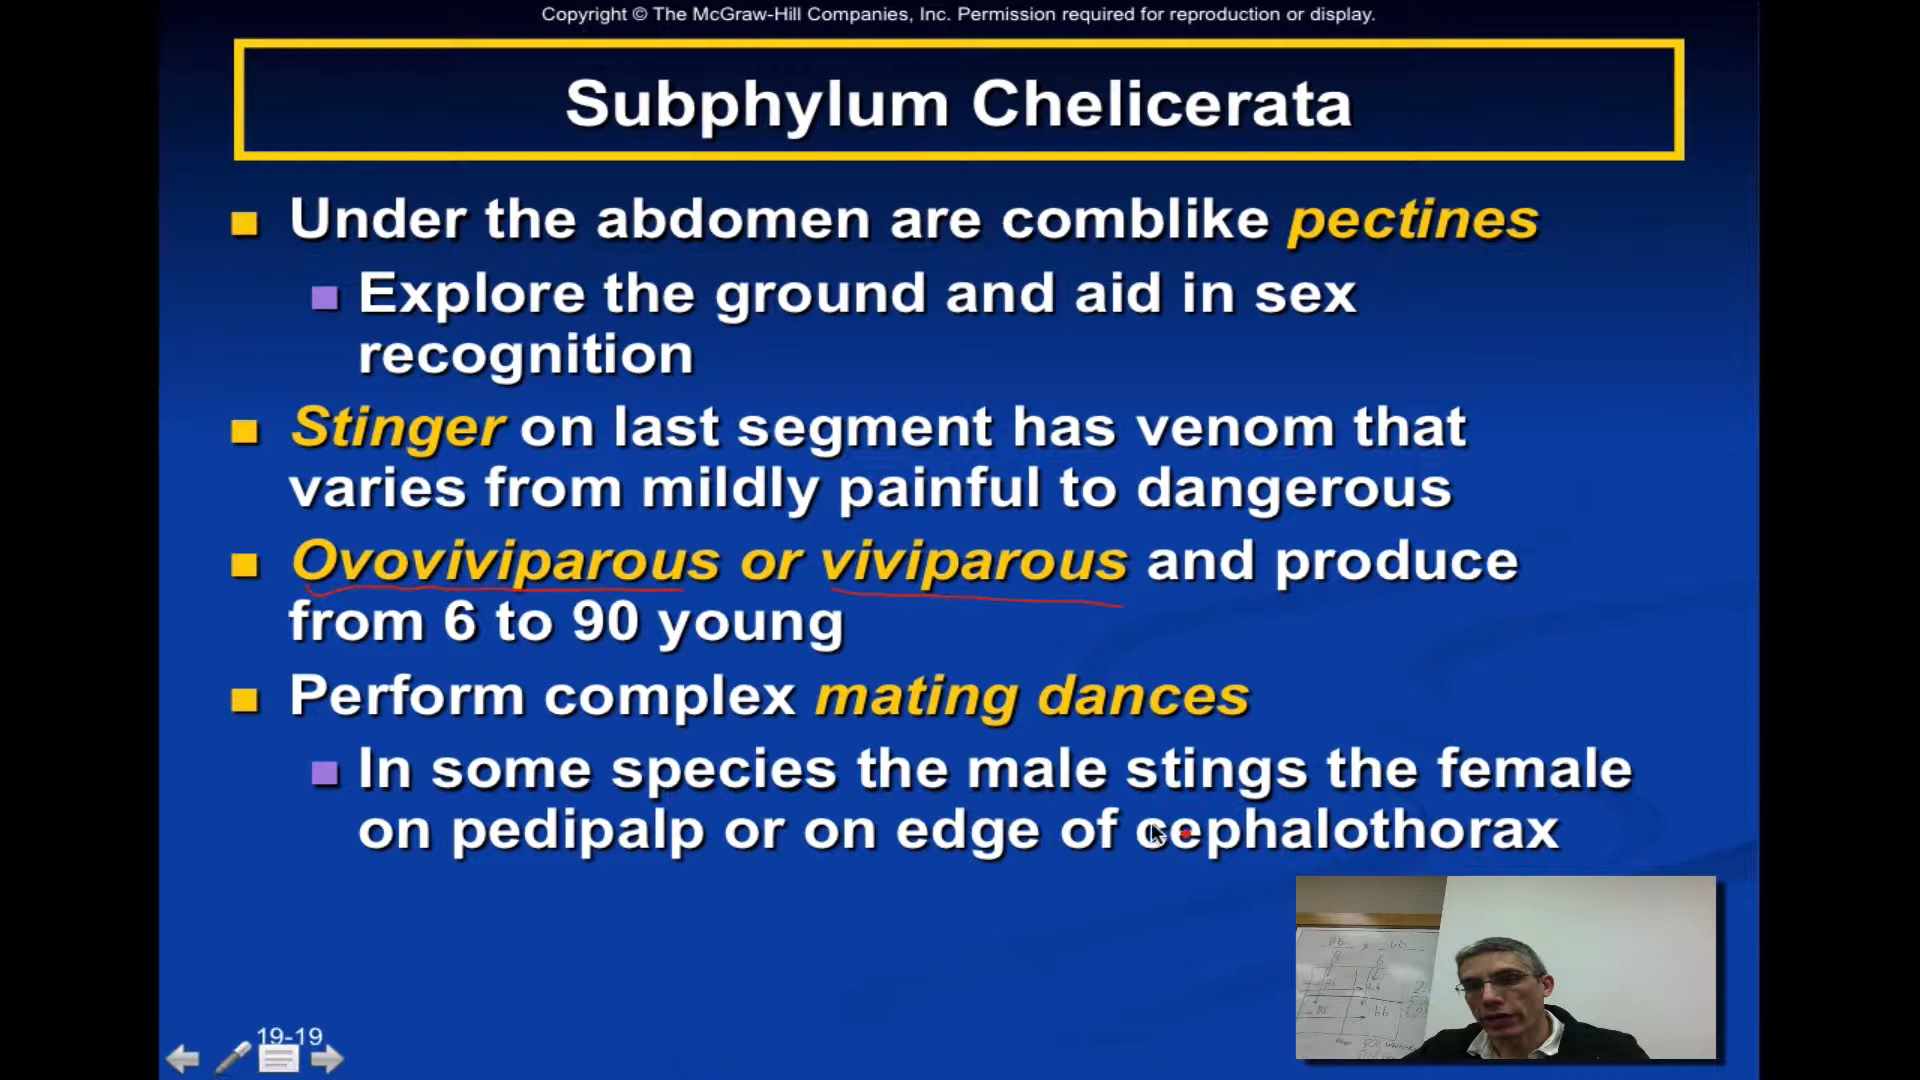 Copyright © The McGraw-Hill Companies, Inc. Permission required for reproduction or display.
Subphylum Chelicerata
Under the abdomen are comblike pectines
Explore the ground and aid in sex
recognition
Stinger on last segment has venom that
varies from mildly painful to dangerous
Ovoviviparous or viviparous and produce
from 6 to 90 young
Perform complex mating dances
In some species the male stings the female
on pedipalp or on edge of cephalothorax
19-19